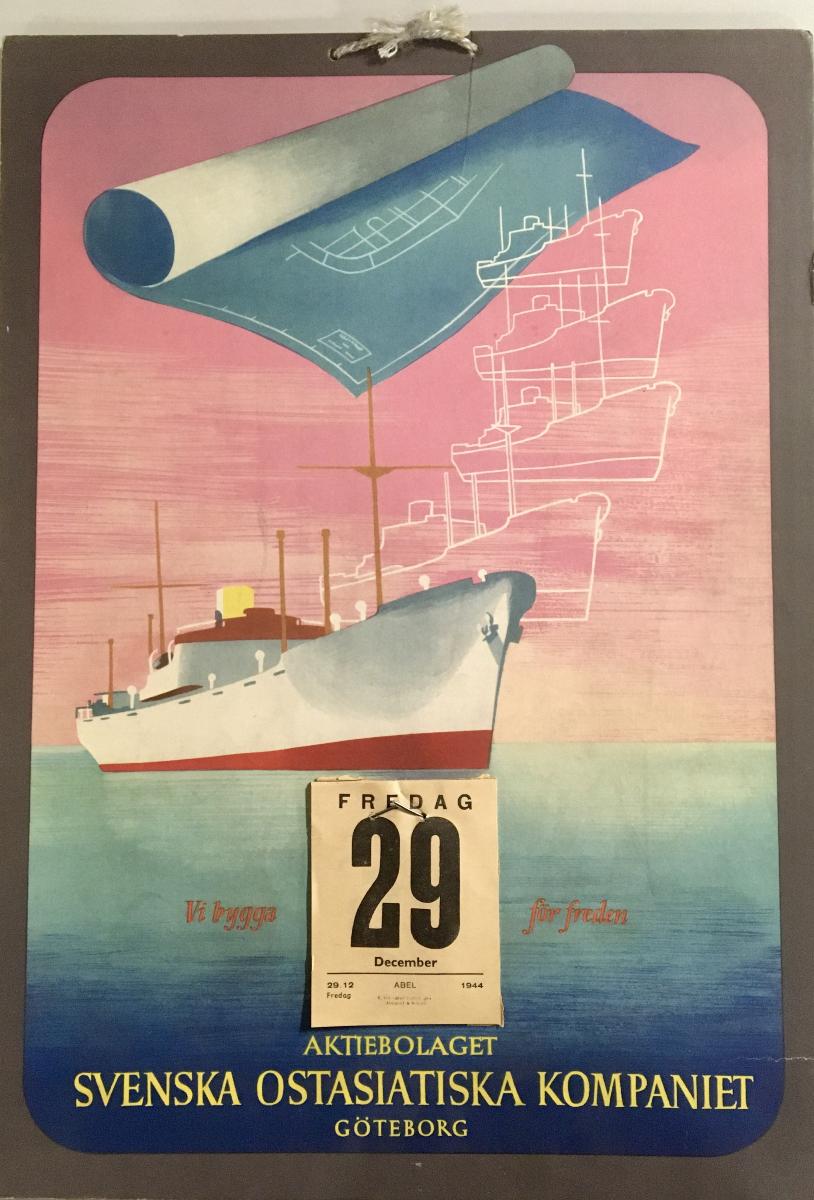 FREDAG
29
December
29.12 ABEL 1944
Fredag
Vi bygga för freden
AKTIEBOLAGET
SVENSKA OSTASIATISKA KOMPANIET
GÖTEBORG